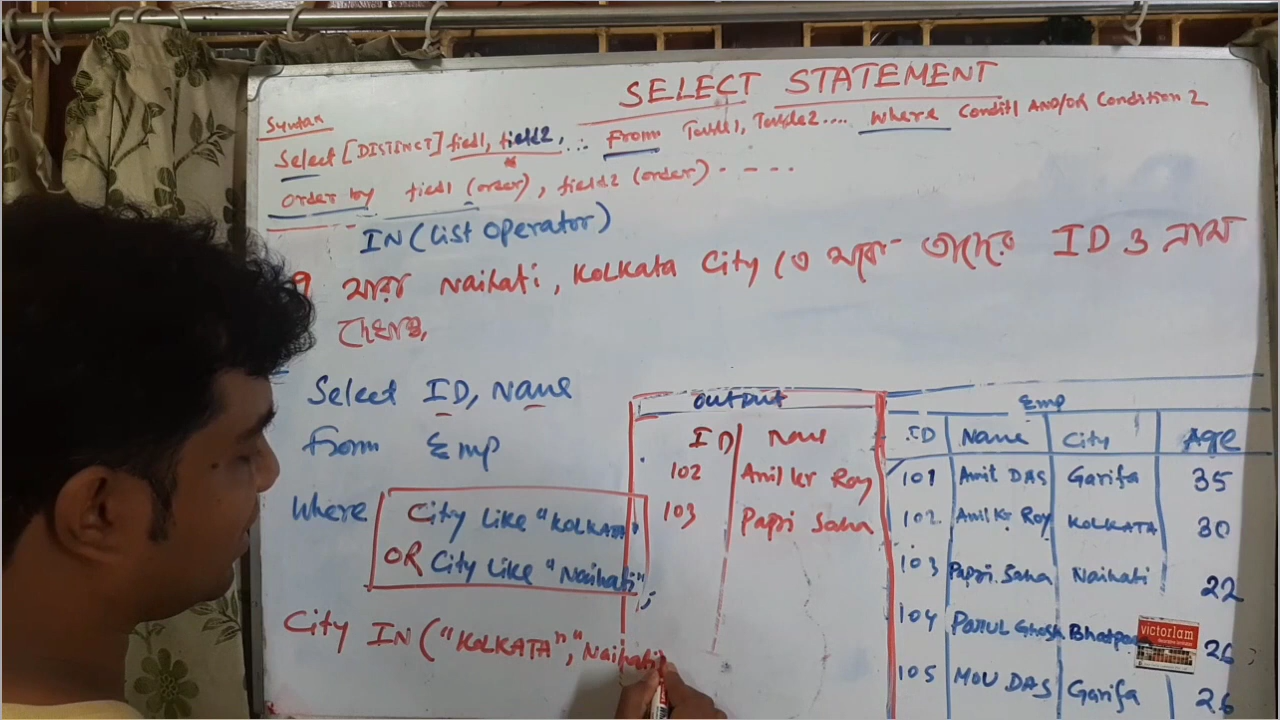 SELECT STATEMENT
Syntax
Select [DISTINCT] field1, field2, ... From Table1, Table2.... Where Condit1 AND/OR Condition 2
*
Order by field1 (order), field2 (order) - - - - -
IN (List Operator)
যারা Naihati, Kolkata City তে থাকে তাদের ID ও নাম
দেখাও,
Select ID, Name
From Emp
Where City Like "KOLKATA"
OR City Like "Naihati";
City IN ("KOLKATA", "Naihati"
OUTPUT
ID Name
102 Anil kr Roy
103 Papri Saha
Emp
ID Name City Age
101 Amit DAS Garifa 35
102 Anil Kr Roy KOLKATA 30
103 Papri Saha Naihati 22
104 PARUL Ghosh 26
105 MOU DAS Garifa 26
victorlam